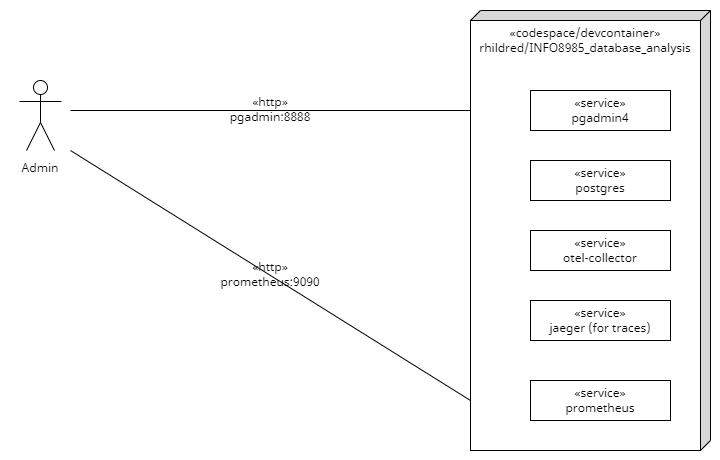 «codespace/devcontainer»
rhildred/INFO8985_database_analysis
«service»
pgadmin4
«http»
pgadmin:8888
Admin
«service»
postgres
«service»
otel-collector
«http»
prometheus:9090
«service»
jaeger (for traces)
«service»
prometheus